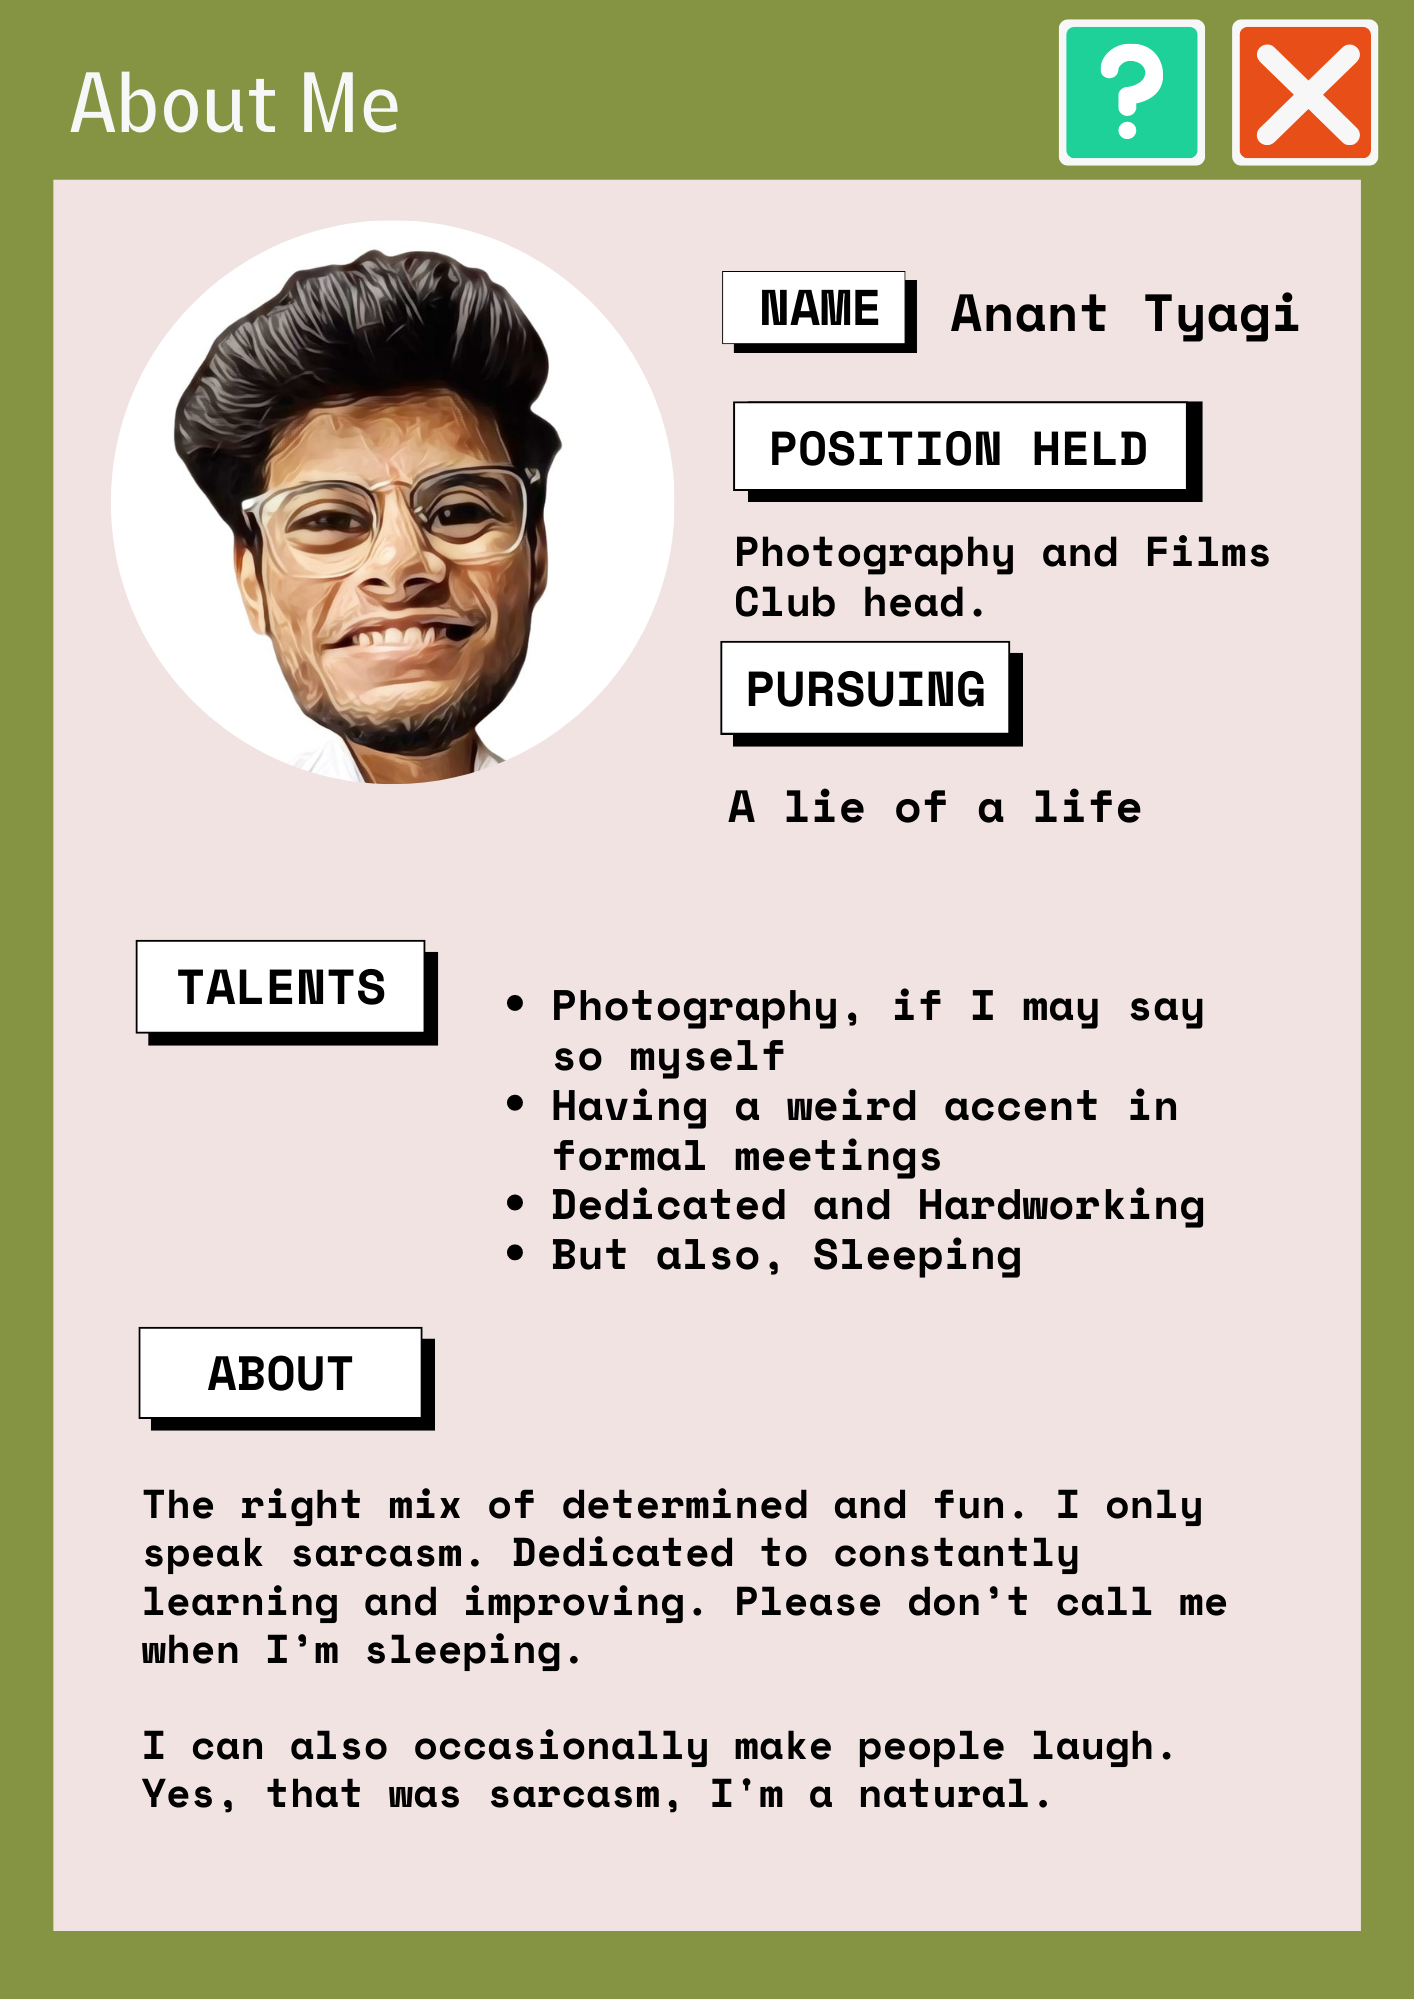 About Me
?
NAME
Anant Tyagi
POSITION HELD
Photography and Films
Club head.
PURSUING
A lie of a life
TALENTS
• Photography, if I may say
so myself
• Having a weird accent in
formal meetings
• Dedicated and Hardworking
• But also, Sleeping
ABOUT
The right mix of determined and fun. I only
speak sarcasm. Dedicated to constantly
learning and improving. Please don’t call me
when I’m sleeping.
I can also occasionally make people laugh.
Yes, that was sarcasm, I'm a natural.